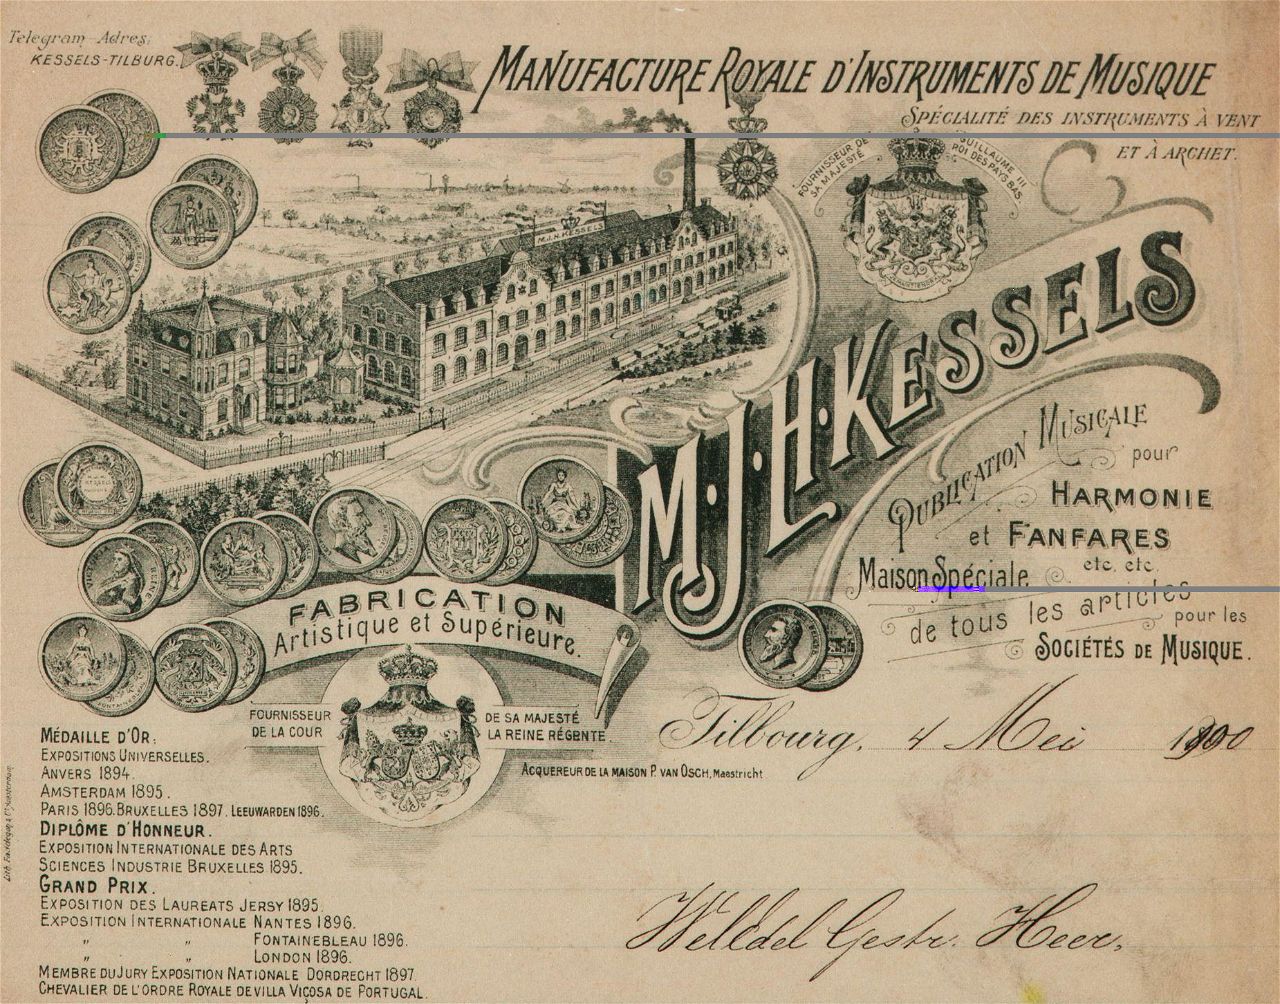 Telegram-Adres:
KESSELS-TILBURG.
MANUFACTURE ROYALE D'INSTRUMENTS DE MUSIQUE
SPÉCIALITÉ DES INSTRUMENTS À VENT
ET À ARCHET.
FOURNISSEUR DE
SA MAJESTÉ
GUILLAUME III
ROI DES PAYS BAS
M.J.H. KESSELS
M·J·H·KESSELS
PUBLICATION MUSICALE
pour
HARMONIE
et FANFARES
etc. etc.
Maison Spéciale
de tous les articles
pour les
SOCIÉTÉS DE MUSIQUE.
FABRICATION
Artistique et Supérieure.
FOURNISSEUR
DE LA COUR
DE SA MAJESTÉ
LA REINE RÉGENTE.
ACQUEREUR DE LA MAISON P. VAN OSCH, Maestricht
Tilbourg, 4 Mei 1900
MÉDAILLE D'OR:
EXPOSITIONS UNIVERSELLES.
ANVERS 1894.
AMSTERDAM 1895.
PARIS 1896. BRUXELLES 1897. LEEUWARDEN 1896.
DIPLÔME D'HONNEUR.
EXPOSITION INTERNATIONALE DES ARTS
SCIENCES INDUSTRIE BRUXELLES 1895.
GRAND PRIX.
EXPOSITION DES LAUREATS JERSY 1895.
EXPOSITION INTERNATIONALE NANTES 1896.
" " FONTAINEBLEAU 1896.
" " LONDON 1896.
MEMBRE DU JURY EXPOSITION NATIONALE DORDRECHT 1897.
CHEVALIER DE L'ORDRE ROYALE DE VILLA VIÇOSA DE PORTUGAL.
Welldel Gestr. Heer,